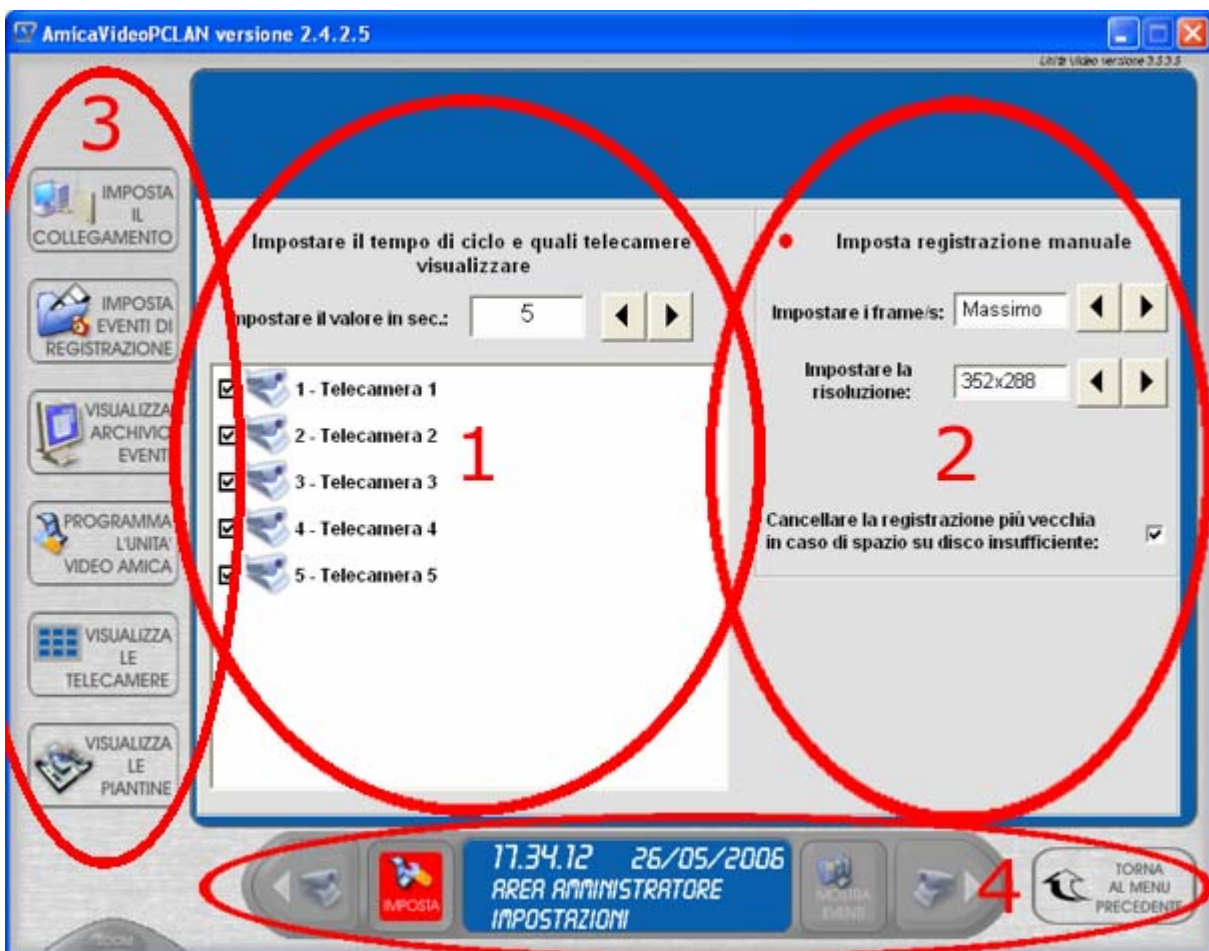 AmicaVideoPCLAN versione 2.4.2.5
Unità Video versione 3.5.3.5
3
IMPOSTA
IL
COLLEGAMENTO
IMPOSTA
EVENTI DI
REGISTRAZIONE
VISUALIZZA
ARCHIVIO
EVENTI
PROGRAMMA
L'UNITA'
VIDEO AMICA
VISUALIZZA
LE
TELECAMERE
VISUALIZZA
LE
PIANTINE
Impostare il tempo di ciclo e quali telecamere
visualizzare
Impostare il valore in sec.: 5
1 - Telecamera 1
2 - Telecamera 2
3 - Telecamera 3
4 - Telecamera 4
5 - Telecamera 5
1
Imposta registrazione manuale
Impostare i frame/s: Massimo
Impostare la
risoluzione: 352x288
2
Cancellare la registrazione più vecchia
in caso di spazio su disco insufficiente:
IMPOSTA
17.34.12 26/05/2006
AREA AMMINISTRATORE
IMPOSTAZIONI
MOSTRA
EVENTI
4
TORNA
AL MENU
PRECEDENTE
ZOOM